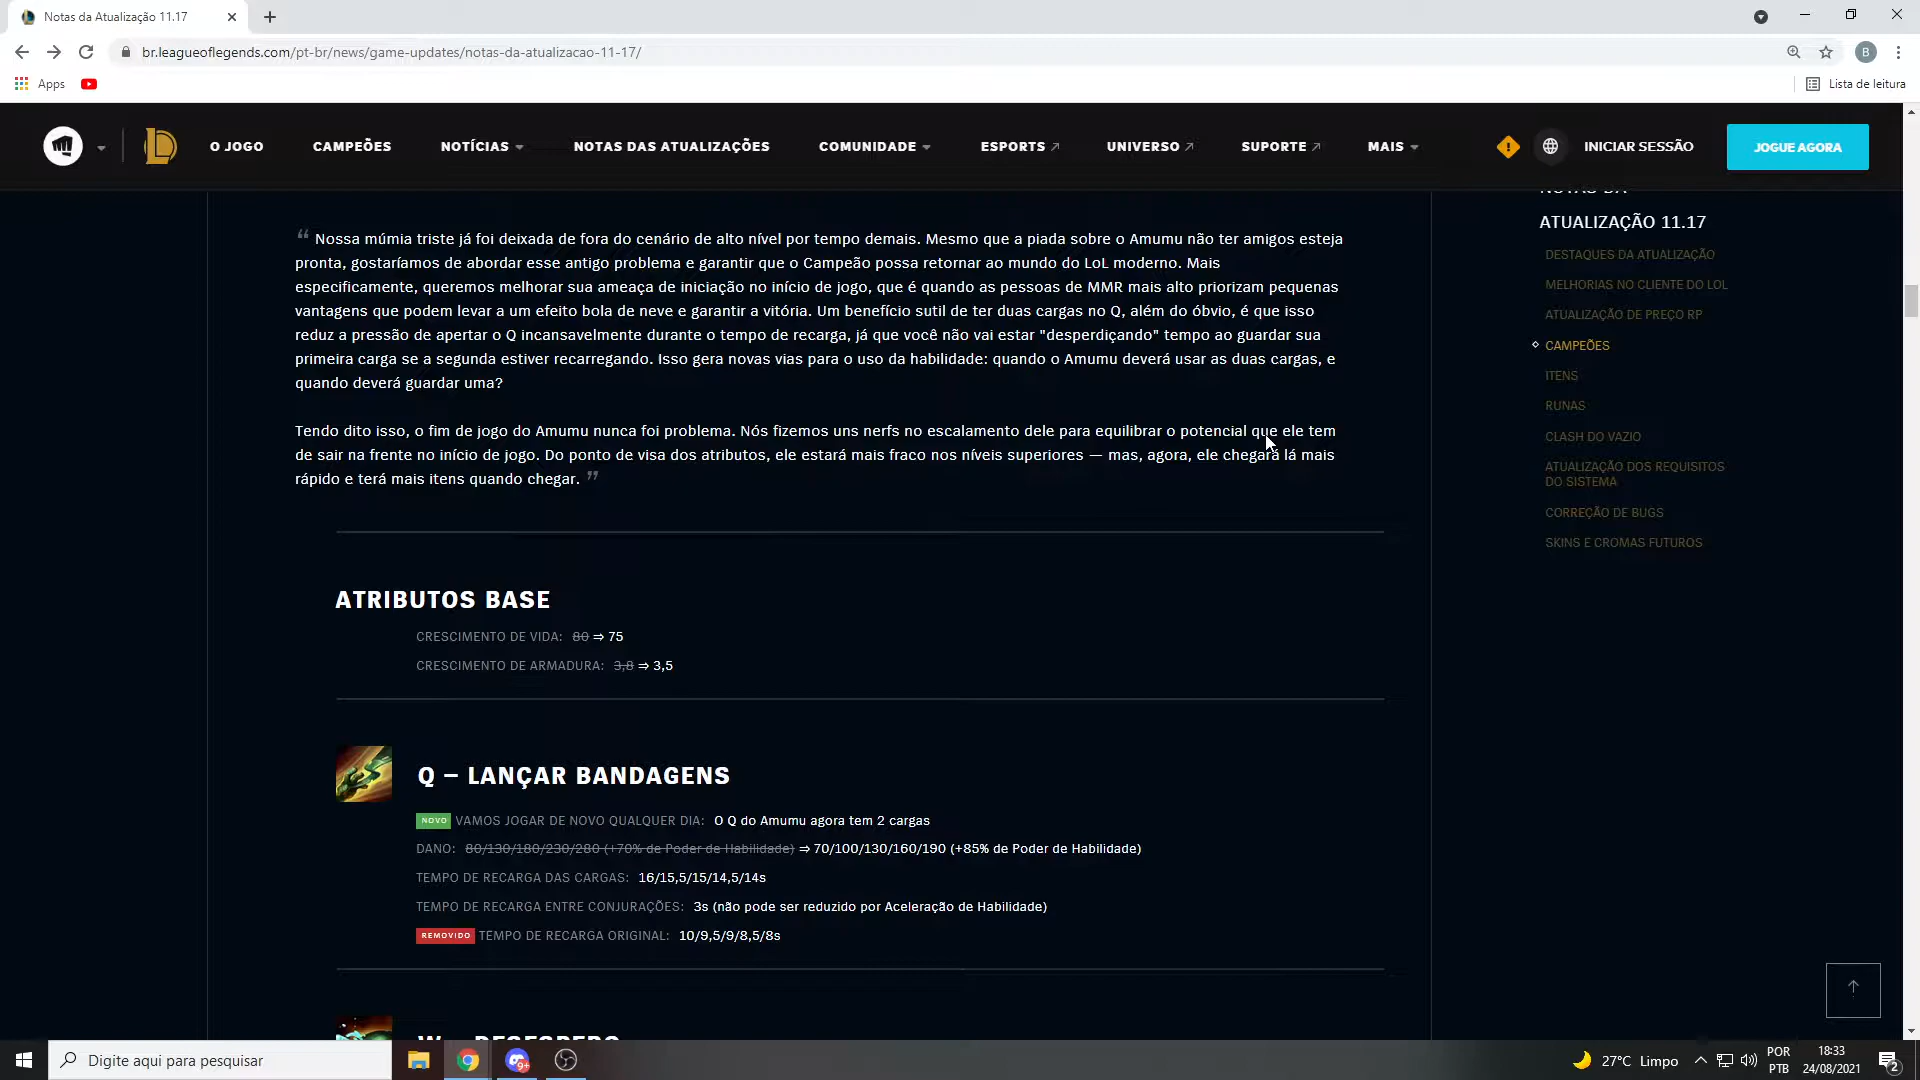 Notas da Atualização 11.17
br.leagueoflegends.com/pt-br/news/game-updates/notas-da-atualizacao-11-17/
B
Apps
Lista de leitura
O JOGO
CAMPEÕES
NOTÍCIAS
NOTAS DAS ATUALIZAÇÕES
COMUNIDADE
ESPORTS
UNIVERSO
SUPORTE
MAIS
INICIAR SESSÃO
JOGUE AGORA
“ Nossa múmia triste já foi deixada de fora do cenário de alto nível por tempo demais. Mesmo que a piada sobre o Amumu não ter amigos esteja
pronta, gostaríamos de abordar esse antigo problema e garantir que o Campeão possa retornar ao mundo do LoL moderno. Mais
especificamente, queremos melhorar sua ameaça de iniciação no início de jogo, que é quando as pessoas de MMR mais alto priorizam pequenas
vantagens que podem levar a um efeito bola de neve e garantir a vitória. Um benefício sutil de ter duas cargas no Q, além do óbvio, é que isso
reduz a pressão de apertar o Q incansavelmente durante o tempo de recarga, já que você não vai estar "desperdiçando" tempo ao guardar sua
primeira carga se a segunda estiver recarregando. Isso gera novas vias para o uso da habilidade: quando o Amumu deverá usar as duas cargas, e
quando deverá guardar uma?
Tendo dito isso, o fim de jogo do Amumu nunca foi problema. Nós fizemos uns nerfs no escalamento dele para equilibrar o potencial que ele tem
de sair na frente no início de jogo. Do ponto de visa dos atributos, ele estará mais fraco nos níveis superiores — mas, agora, ele chegará lá mais
rápido e terá mais itens quando chegar. ”
ATRIBUTOS BASE
CRESCIMENTO DE VIDA: 80 ⇒ 75
CRESCIMENTO DE ARMADURA: 3,8 ⇒ 3,5
Q – LANÇAR BANDAGENS
NOVO VAMOS JOGAR DE NOVO QUALQUER DIA: O Q do Amumu agora tem 2 cargas
DANO: 80/130/180/230/280 (+70% de Poder de Habilidade) ⇒ 70/100/130/160/190 (+85% de Poder de Habilidade)
TEMPO DE RECARGA DAS CARGAS: 16/15,5/15/14,5/14s
TEMPO DE RECARGA ENTRE CONJURAÇÕES: 3s (não pode ser reduzido por Aceleração de Habilidade)
REMOVIDO TEMPO DE RECARGA ORIGINAL: 10/9,5/9/8,5/8s
W – DESESPERO
NOTAS DA
ATUALIZAÇÃO 11.17
DESTAQUES DA ATUALIZAÇÃO
MELHORIAS NO CLIENTE DO LOL
ATUALIZAÇÃO DE PREÇO RP
CAMPEÕES
ITENS
RUNAS
CLASH DO VAZIO
ATUALIZAÇÃO DOS REQUISITOS
DO SISTEMA
CORREÇÃO DE BUGS
SKINS E CROMAS FUTUROS
Digite aqui para pesquisar
9+
27°C Limpo
POR
PTB
18:33
24/08/2021
2